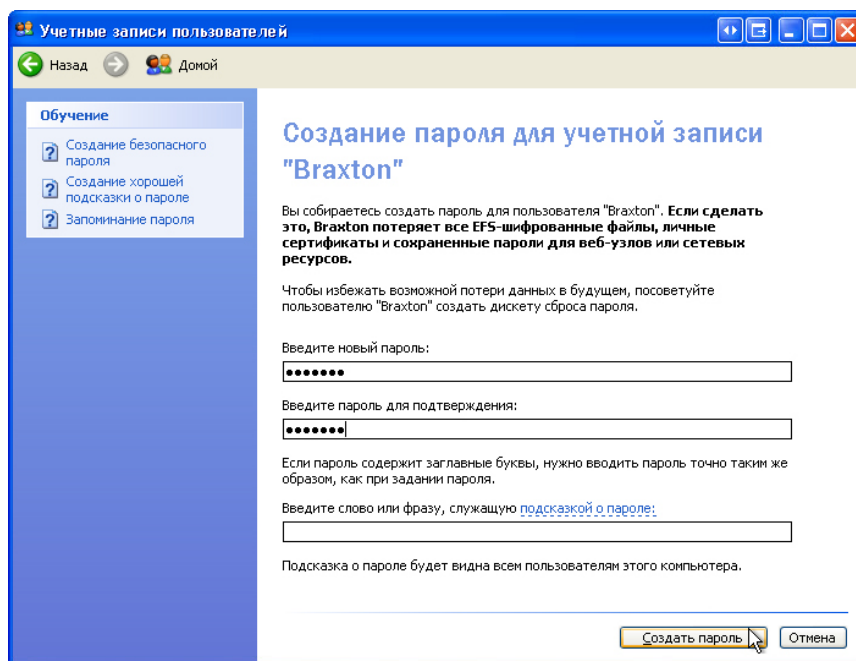 Учетные записи пользователей
Назад Домой
Обучение
Создание безопасного
пароля
Создание хорошей
подсказки о пароле
Запоминание пароля
Создание пароля для учетной записи
"Braxton"
Вы собираетесь создать пароль для пользователя "Braxton". Если сделать
это, Braxton потеряет все EFS-шифрованные файлы, личные
сертификаты и сохраненные пароли для веб-узлов или сетевых
ресурсов.
Чтобы избежать возможной потери данных в будущем, посоветуйте
пользователю "Braxton" создать дискету сброса пароля.
Введите новый пароль:
•••••••
Введите пароль для подтверждения:
•••••••
Если пароль содержит заглавные буквы, нужно вводить пароль точно таким же
образом, как при задании пароля.
Введите слово или фразу, служащую подсказкой о пароле:
Подсказка о пароле будет видна всем пользователям этого компьютера.
Создать пароль Отмена